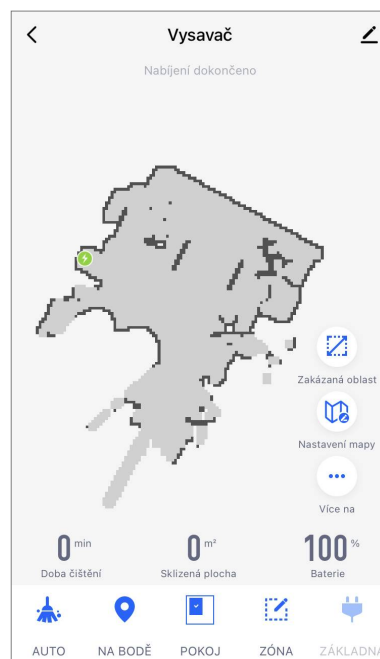 Vysavač
Nabíjení dokončeno
Zakázaná oblast
Nastavení mapy
Více na
0 min
0 m²
100 %
Doba čištění
Sklizená plocha
Baterie
AUTO
NA BODĚ
POKOJ
ZÓNA
ZÁKLADNA